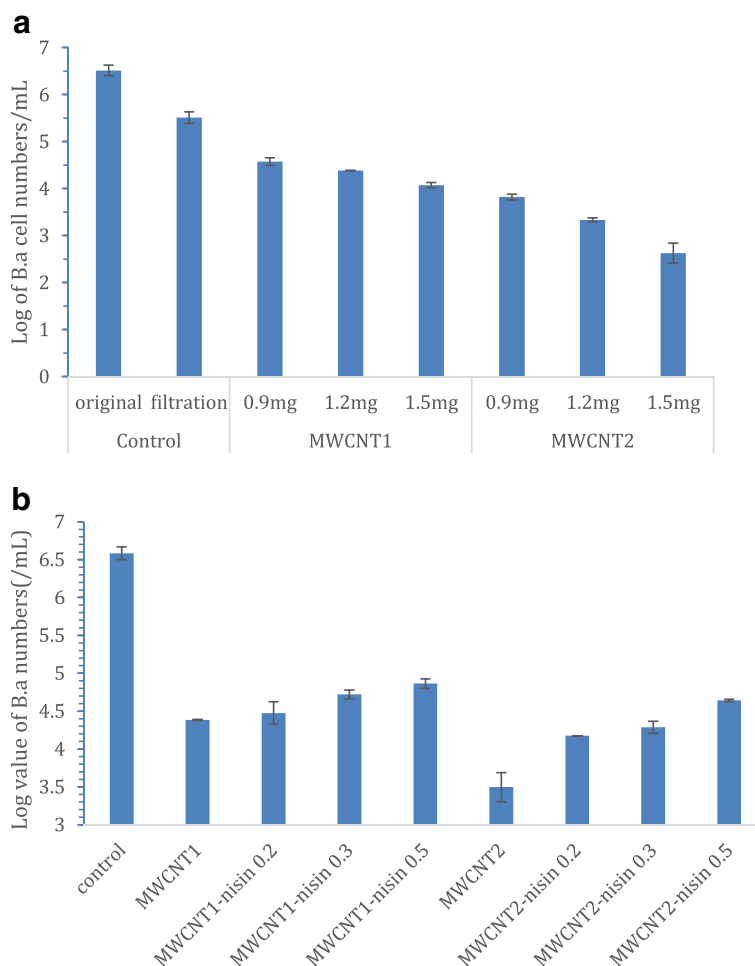 a
Log of B.a cell numbers/mL
7
6
5
4
3
2
1
0
original filtration 0.9mg 1.2mg 1.5mg 0.9mg 1.2mg 1.5mg
Control MWCNT1 MWCNT2
b
Log value of B.a numbers(/mL)
7
6.5
6
5.5
5
4.5
4
3.5
3
control
MWCNT1
MWCNT1-nisin 0.2
MWCNT1-nisin 0.3
MWCNT1-nisin 0.5
MWCNT2
MWCNT2-nisin 0.2
MWCNT2-nisin 0.3
MWCNT2-nisin 0.5